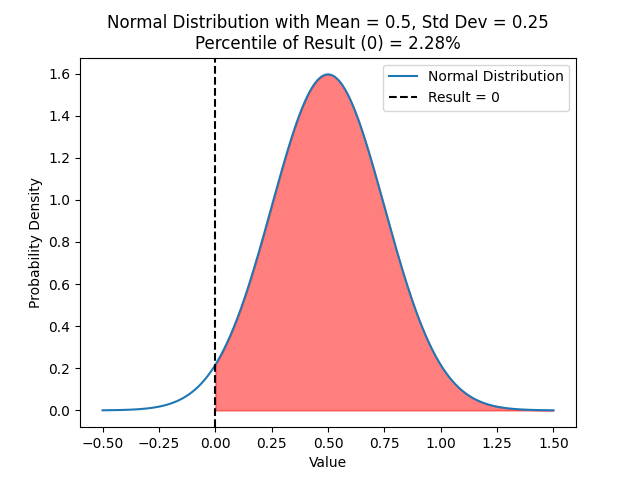 Normal Distribution with Mean = 0.5, Std Dev = 0.25
Percentile of Result (0) = 2.28%
Normal Distribution
Result = 0
Probability Density
1.6
1.4
1.2
1.0
0.8
0.6
0.4
0.2
0.0
−0.50 −0.25 0.00 0.25 0.50 0.75 1.00 1.25 1.50
Value